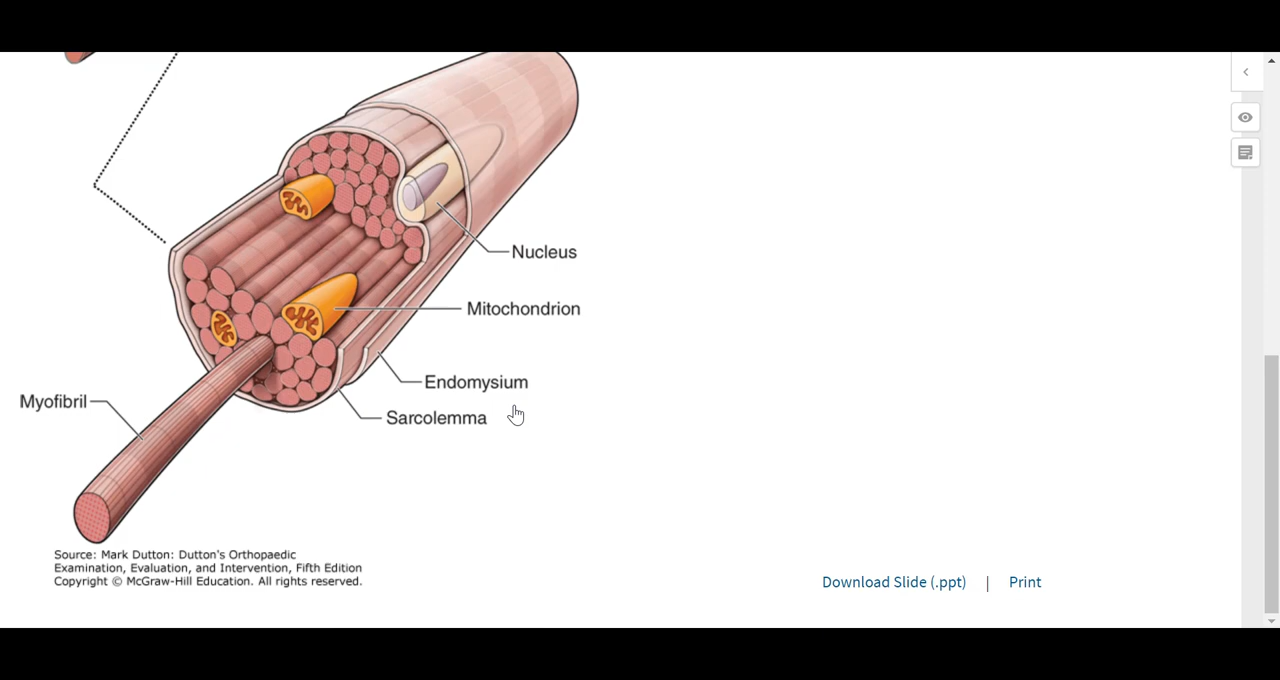 Nucleus
Mitochondrion
Endomysium
Myofibril
Sarcolemma
Source: Mark Dutton: Dutton's Orthopaedic
Examination, Evaluation, and Intervention, Fifth Edition
Copyright © McGraw-Hill Education. All rights reserved.
Download Slide (.ppt) | Print